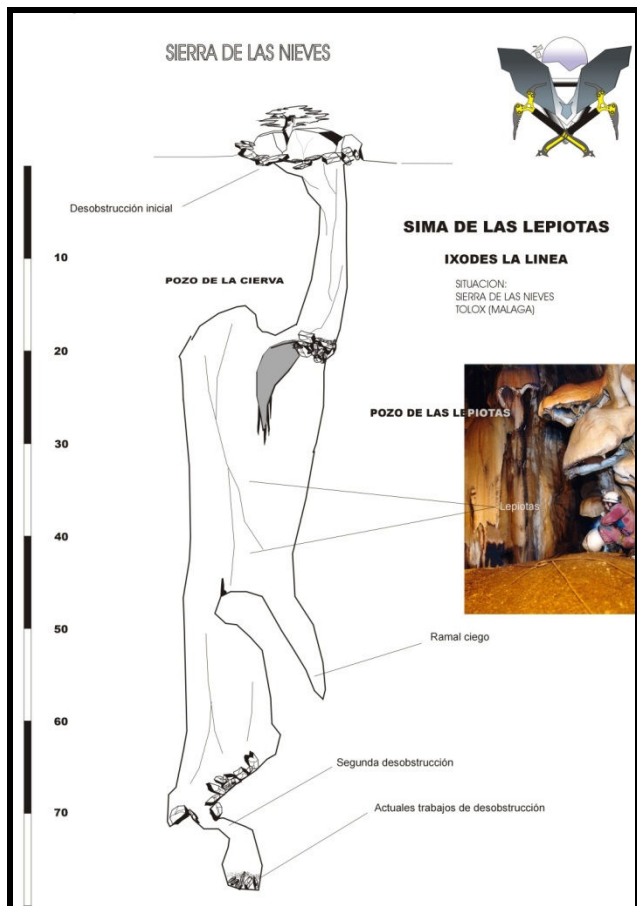 SIERRA DE LAS NIEVES
Desobstrucción inicial
SIMA DE LAS LEPIOTAS
IXODES LA LINEA
SITUACION:
SIERRA DE LAS NIEVES
TOLOX (MALAGA)
10
POZO DE LA CIERVA
20
30
POZO DE LAS LEPIOTAS
40
Lepiotas
50
Ramal ciego
60
Segunda desobstrucción
70
Actuales trabajos de desobstrucción